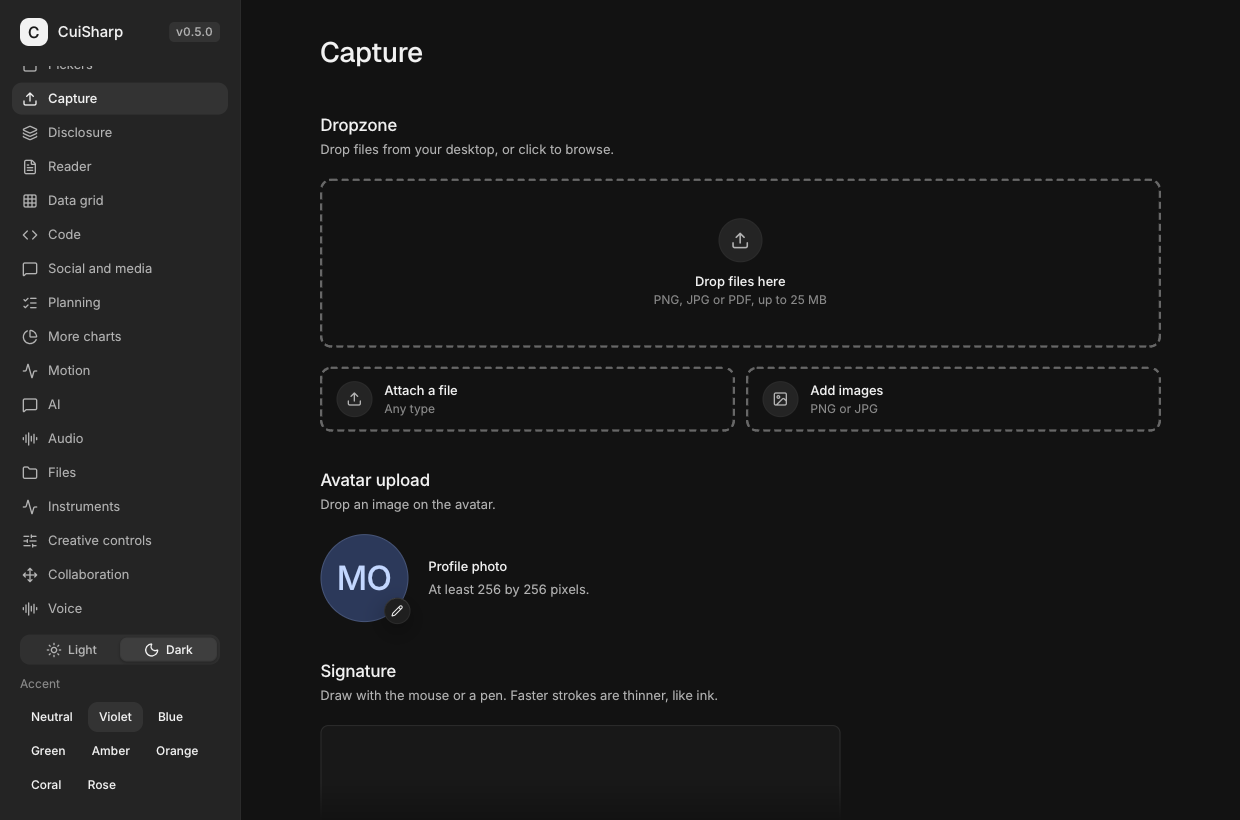 C CuiSharp v0.5.0
Pickers
Capture
Disclosure
Reader
Data grid
Code
Social and media
Planning
More charts
Motion
AI
Audio
Files
Instruments
Creative controls
Collaboration
Voice
Light Dark
Accent
Neutral Violet Blue
Green Amber Orange
Coral Rose
Capture
Dropzone
Drop files from your desktop, or click to browse.
Drop files here
PNG, JPG or PDF, up to 25 MB
Attach a file
Any type
Add images
PNG or JPG
Avatar upload
Drop an image on the avatar.
MO
Profile photo
At least 256 by 256 pixels.
Signature
Draw with the mouse or a pen. Faster strokes are thinner, like ink.